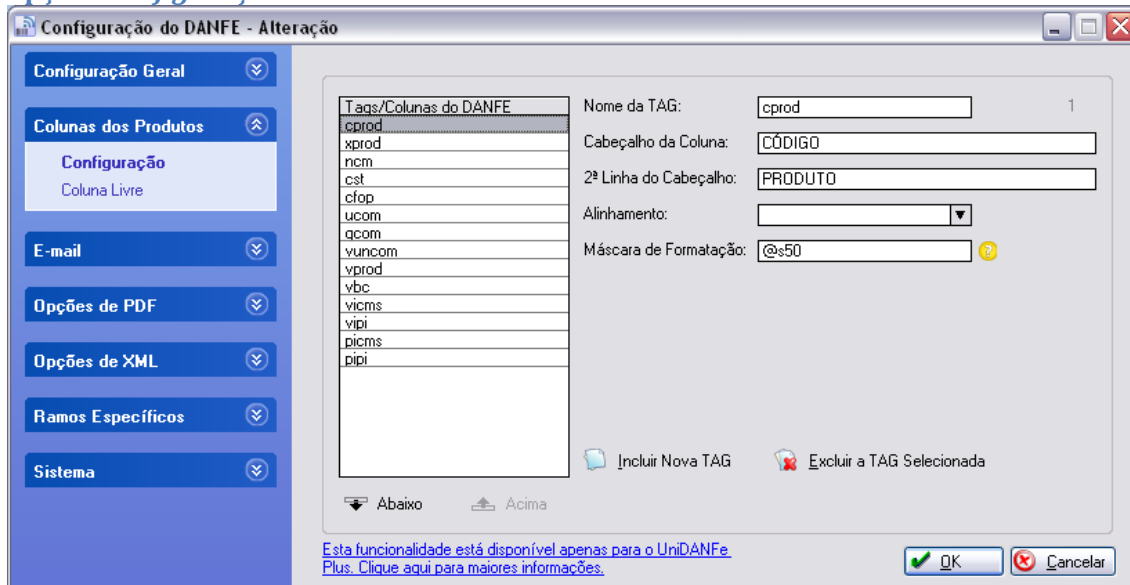 Configuração do DANFE - Alteração
Configuração Geral
Colunas dos Produtos
Configuração
Coluna Livre
E-mail
Opções de PDF
Opções de XML
Ramos Específicos
Sistema
Tags/Colunas do DANFE
cprod
xprod
ncm
cst
cfop
ucom
qcom
vuncom
vprod
vbc
vicms
vipi
picms
pipi
Abaixo Acima
Nome da TAG: cprod 1
Cabeçalho da Coluna: CÓDIGO
2ª Linha do Cabeçalho: PRODUTO
Alinhamento:
Máscara de Formatação: @s50 ?
Incluir Nova TAG Excluir a TAG Selecionada
Esta funcionalidade está disponível apenas para o UniDANFe
Plus. Clique aqui para maiores informações.
OK Cancelar